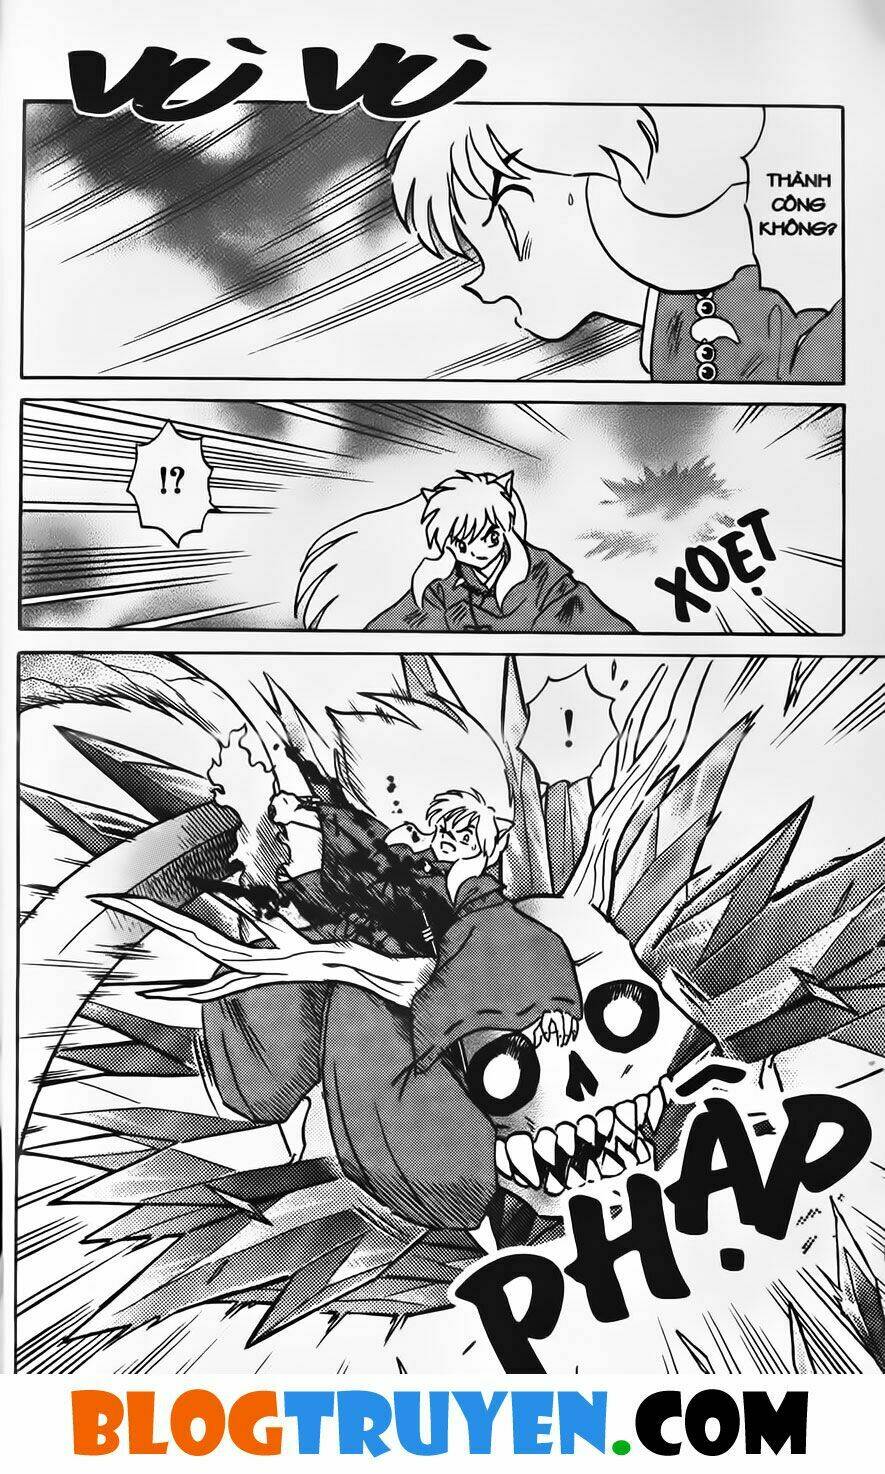 VÙ VÙ
THÀNH
CÔNG
KHÔNG?
!?
XOẸT
!
PHẬP
BLOGTRUYEN.COM